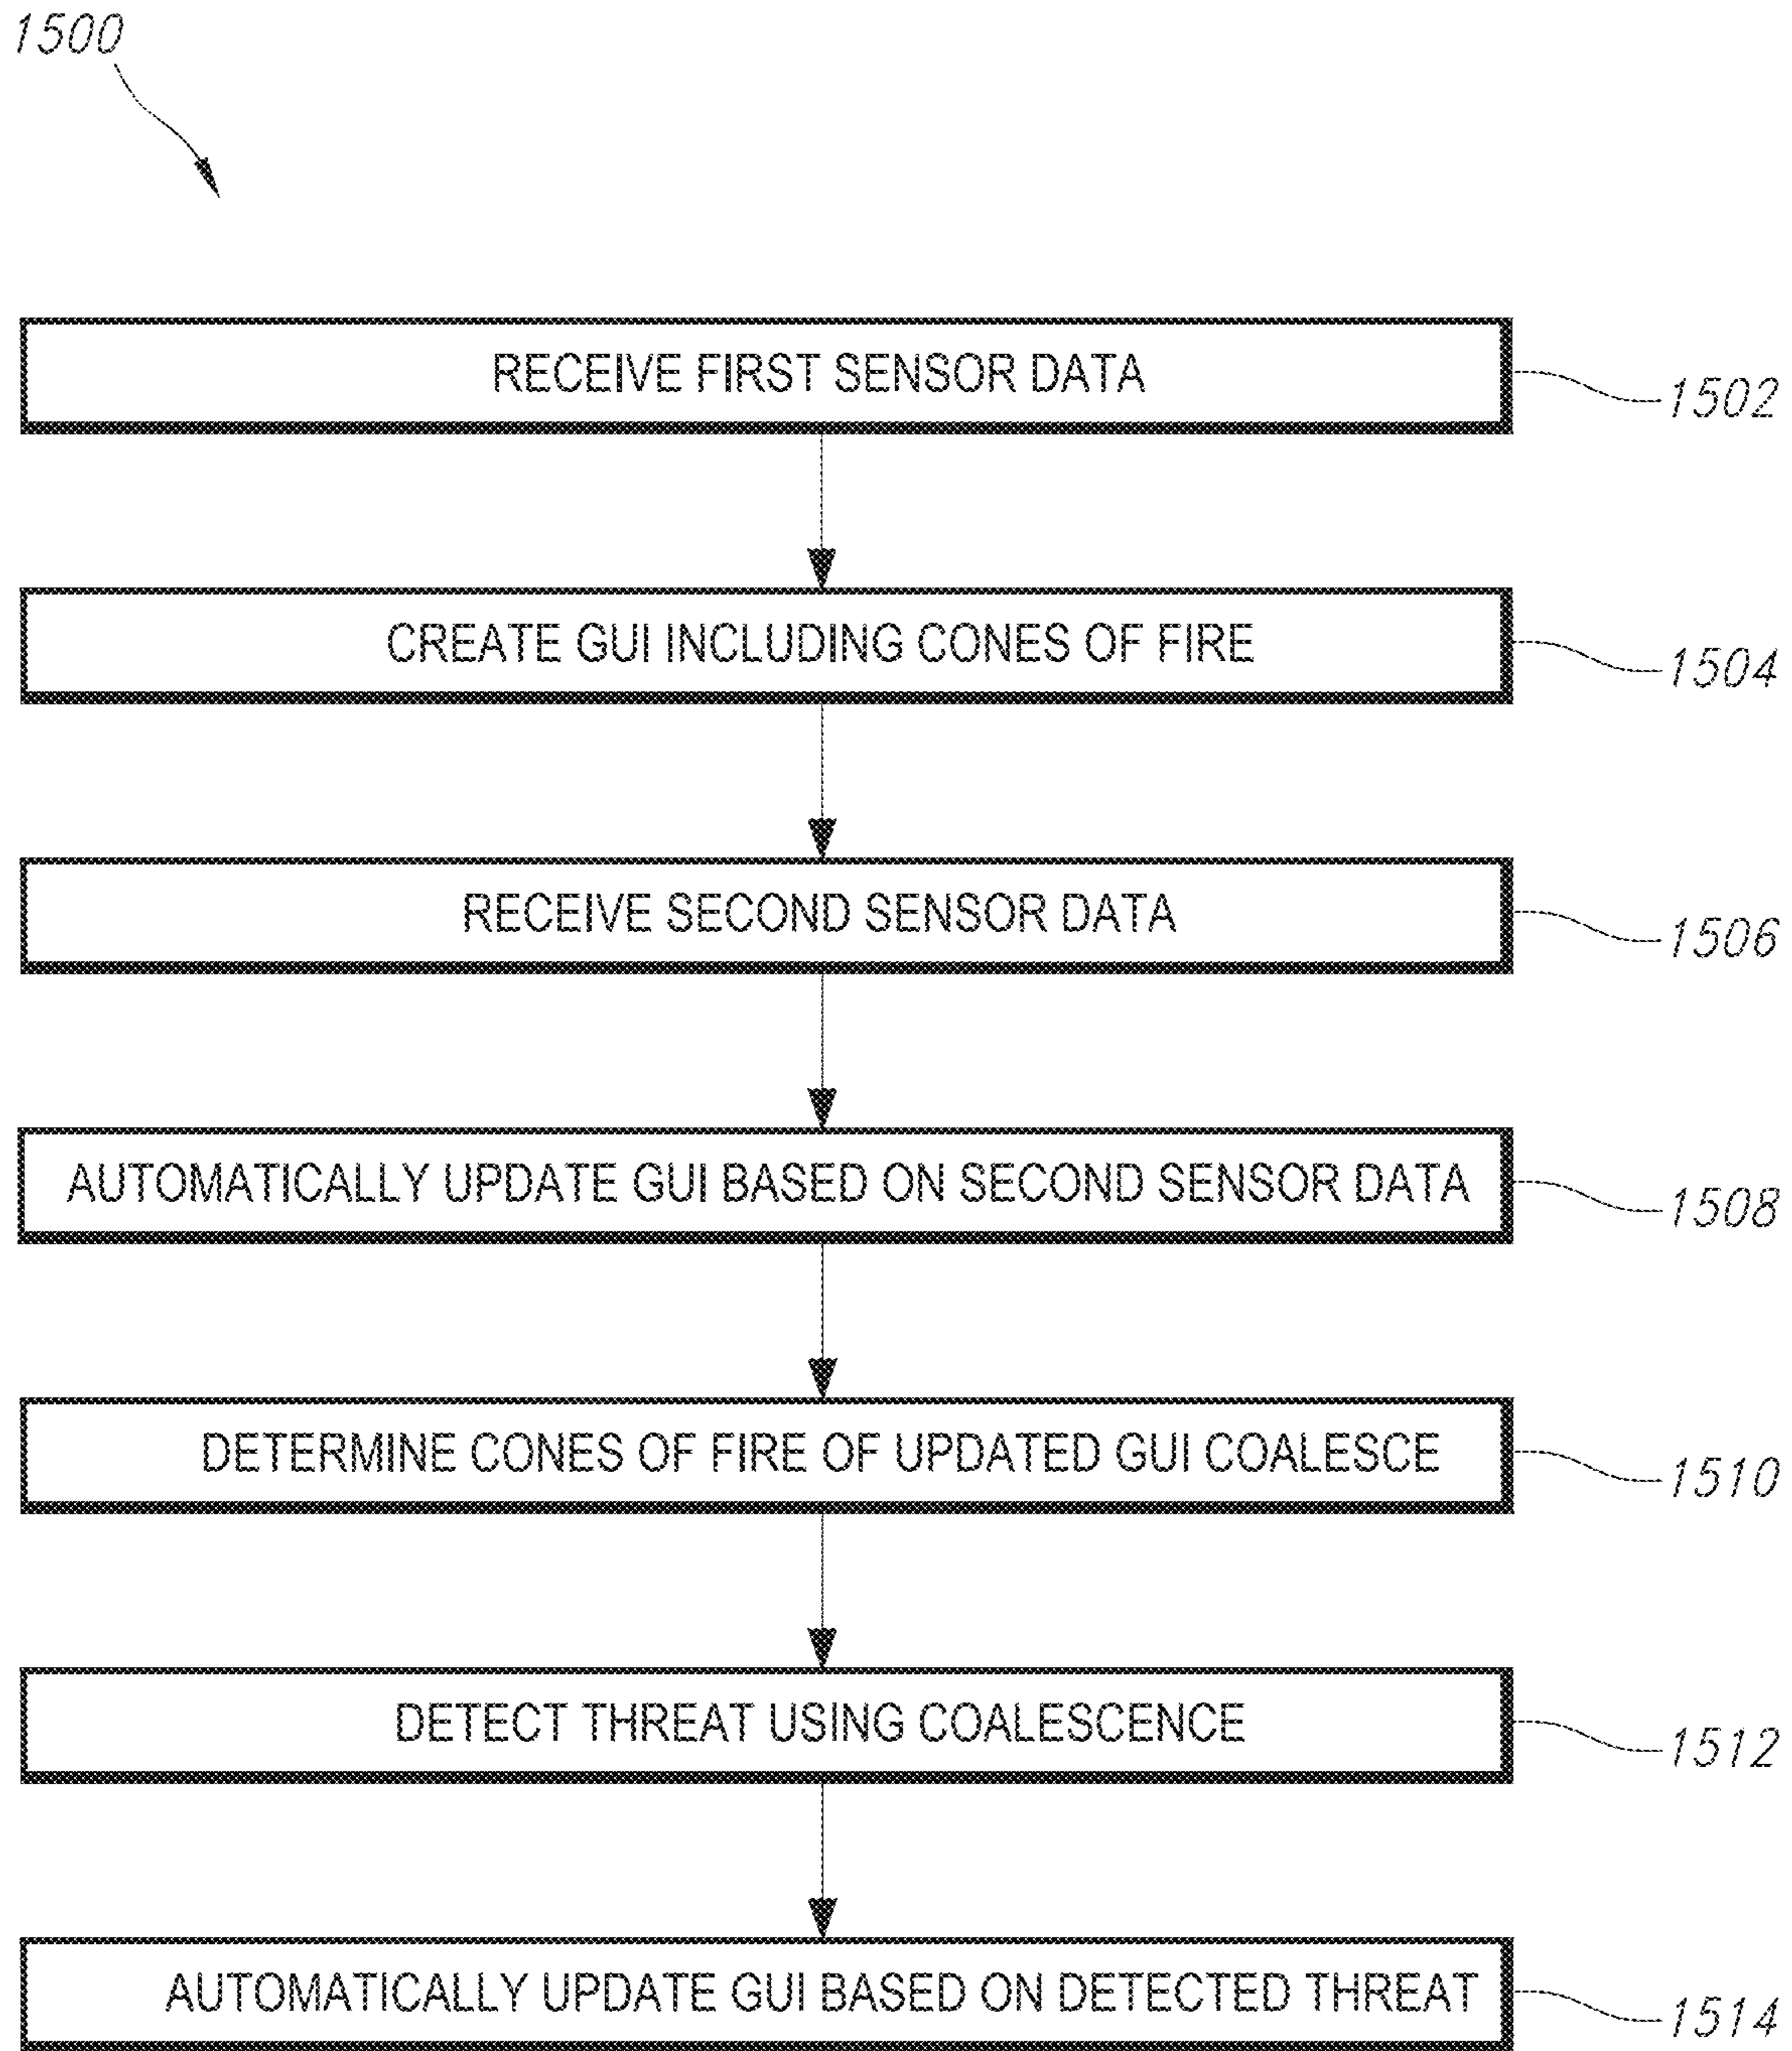 1500
RECEIVE FIRST SENSOR DATA
1502
CREATE GUI INCLUDING CONES OF FIRE
1504
RECEIVE SECOND SENSOR DATA
1506
AUTOMATICALLY UPDATE GUI BASED ON SECOND SENSOR DATA
1508
DETERMINE CONES OF FIRE OF UPDATED GUI COALESCE
1510
DETECT THREAT USING COALESCENCE
1512
AUTOMATICALLY UPDATE GUI BASED ON DETECTED THREAT
1514